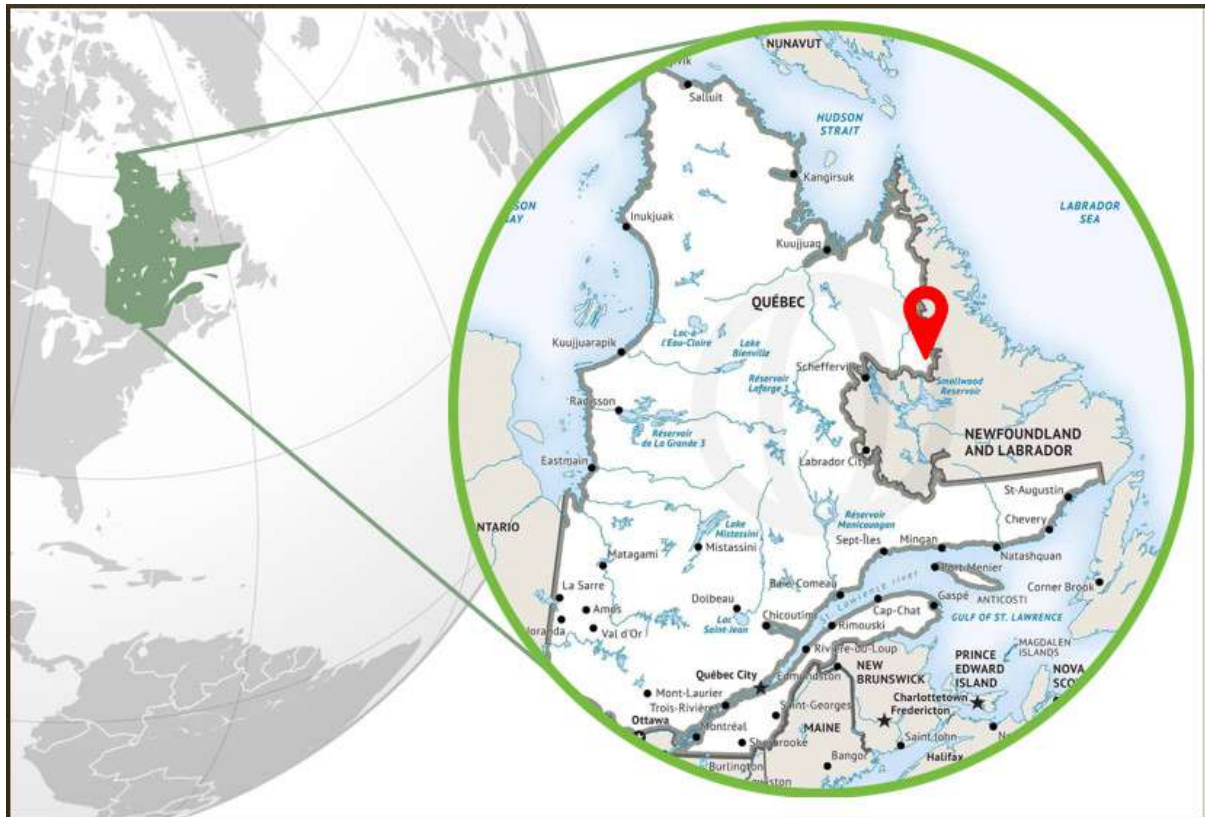 NUNAVUT
Salluit
HUDSON
STRAIT
Kangirsuk
LABRADOR
SEA
Inukjuak
Kuujjuaq
QUÉBEC
Lac-à
l'Eau-Claire
Lake
Bienville
Kuujjuarapik
Réservoir
Laforge 1
Schefferville
Smallwood
Reservoir
Radisson
Réservoir
de La Grande 3
NEWFOUNDLAND
AND LABRADOR
Labrador City
Eastmain
St-Augustin
Réservoir
Manicouagan
Chevery
NTARIO
Lake
Mistassini
Mistassini
Sept-Îles
Mingan
Natashquan
Matagami
Port-Menier
La Sarre
Baie-Comeau
Corner Brook
Amos
Dolbeau
St. Lawrence river
Gaspé
ANTICOSTI
Noranda
Val d'Or
Lac
Saint-Jean
Chicoutimi
Cap-Chat
GULF OF ST. LAWRENCE
Rimouski
MAGDALEN
ISLANDS
Rivière-du-Loup
PRINCE
EDWARD
ISLAND
Québec City
Edmundston
NEW
BRUNSWICK
NOVA
SCO
Mont-Laurier
Trois-Rivières
Charlottetown
Saint-Georges
Fredericton
Ottawa
Montréal
MAINE
Sherbrooke
Saint John
Burlington
Bangor
Halifax